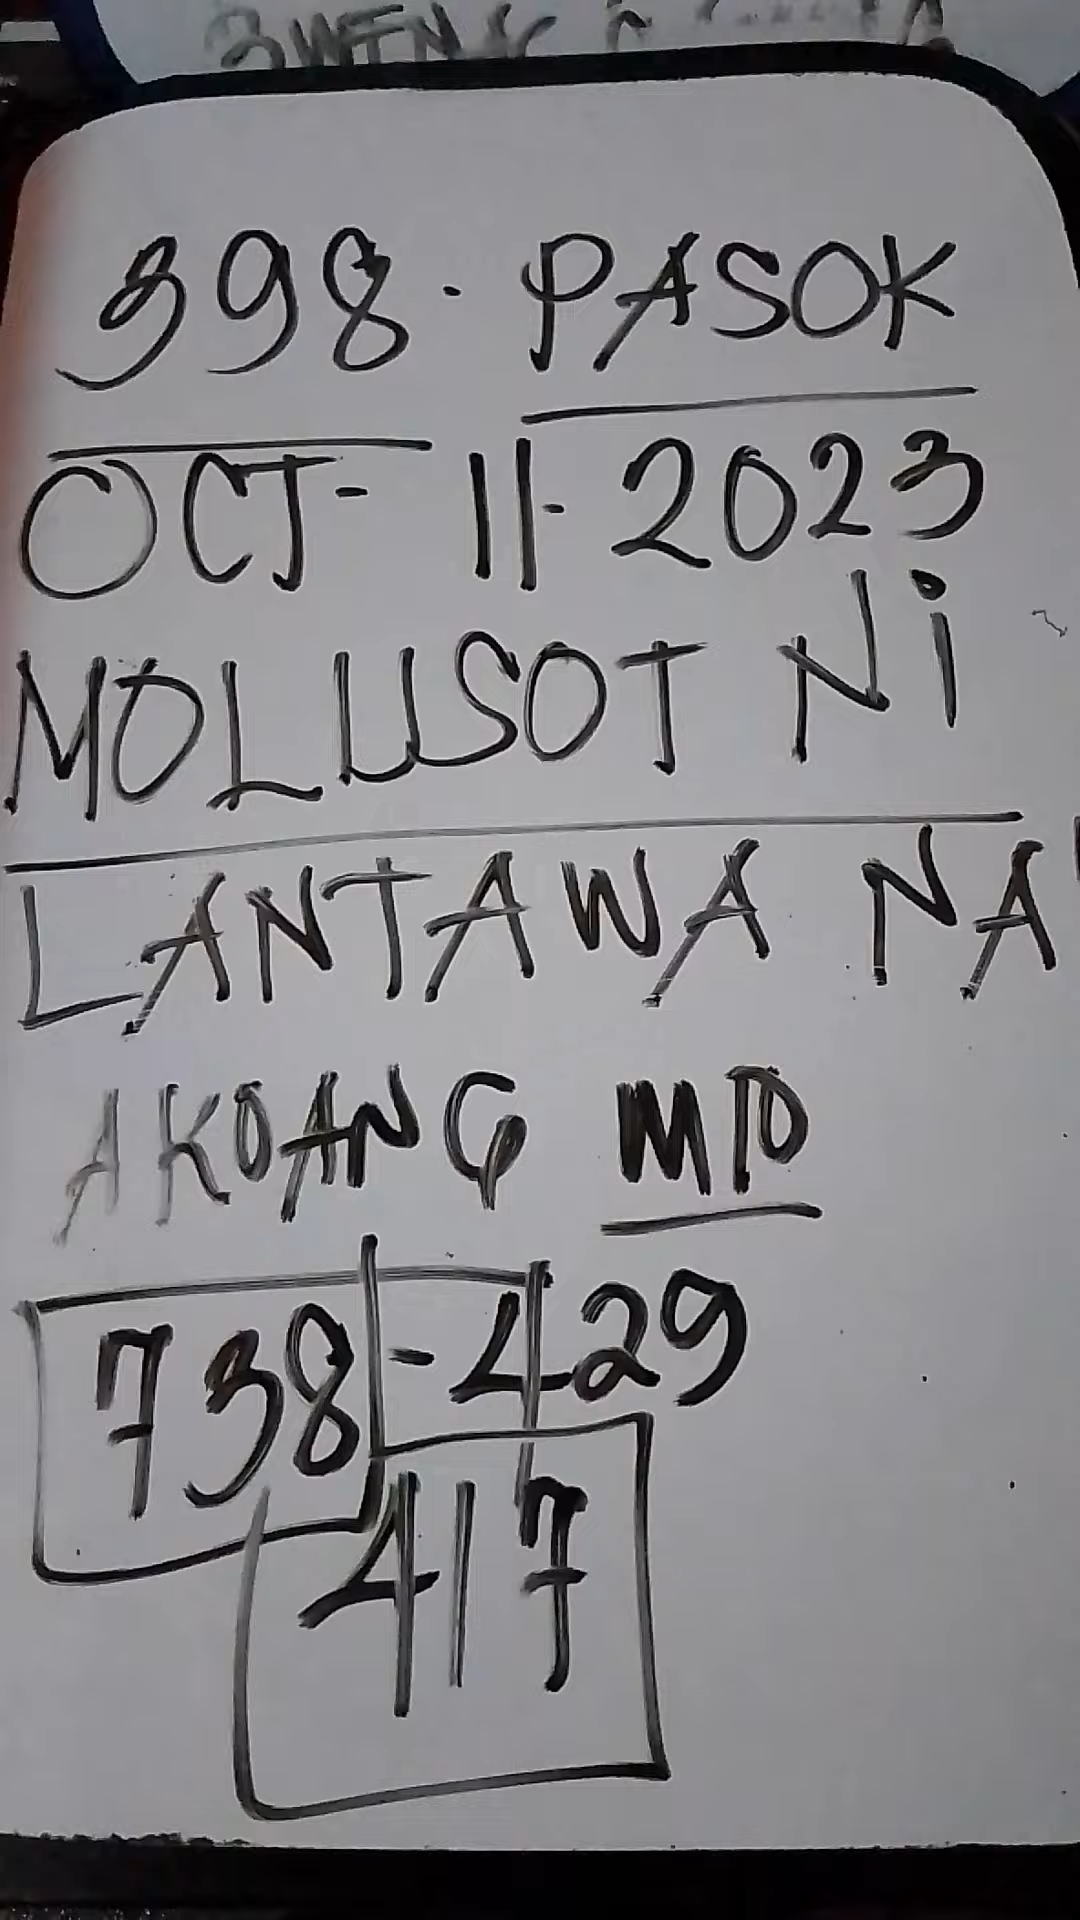 398. PASOK
OCT- 11- 2023
MOLUSOT Ni
LANTAWA NA
AKOANG MD
738 - 429
417